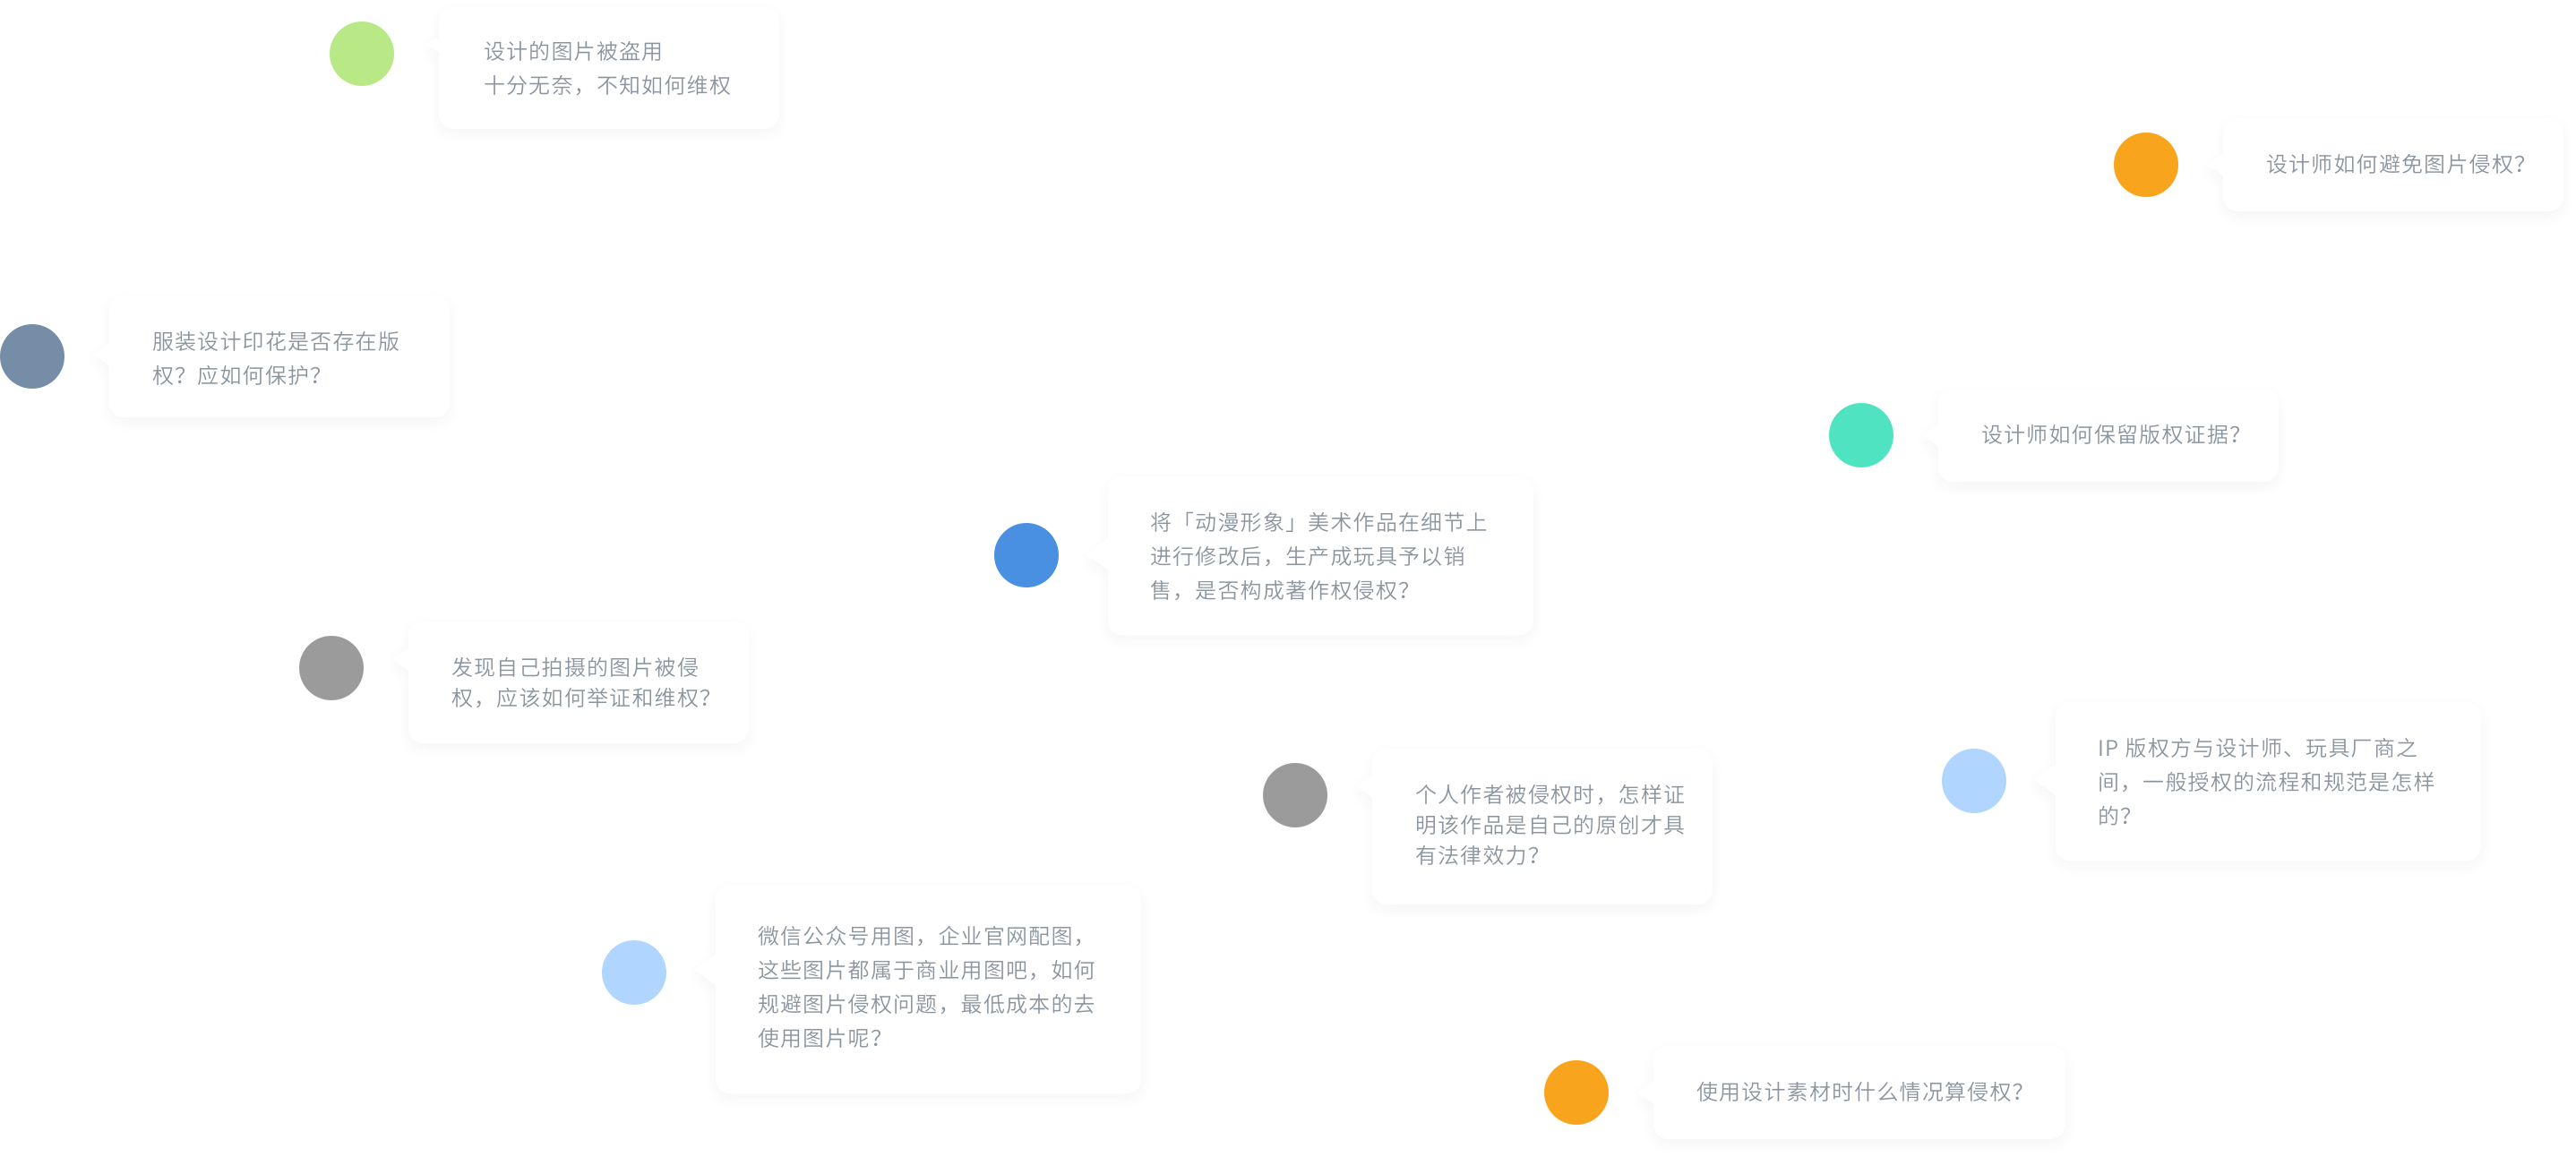 设计的图片被盗用
十分无奈，不知如何维权
设计师如何避免图片侵权？
服装设计印花是否存在版
权？应如何保护？
设计师如何保留版权证据？
将「动漫形象」美术作品在细节上
进行修改后，生产成玩具予以销
售，是否构成著作权侵权？
发现自己拍摄的图片被侵
权，应该如何举证和维权？
IP 版权方与设计师、玩具厂商之
间，一般授权的流程和规范是怎样
的？
个人作者被侵权时，怎样证
明该作品是自己的原创才具
有法律效力？
微信公众号用图，企业官网配图，
这些图片都属于商业用图吧，如何
规避图片侵权问题，最低成本的去
使用图片呢？
使用设计素材时什么情况算侵权？